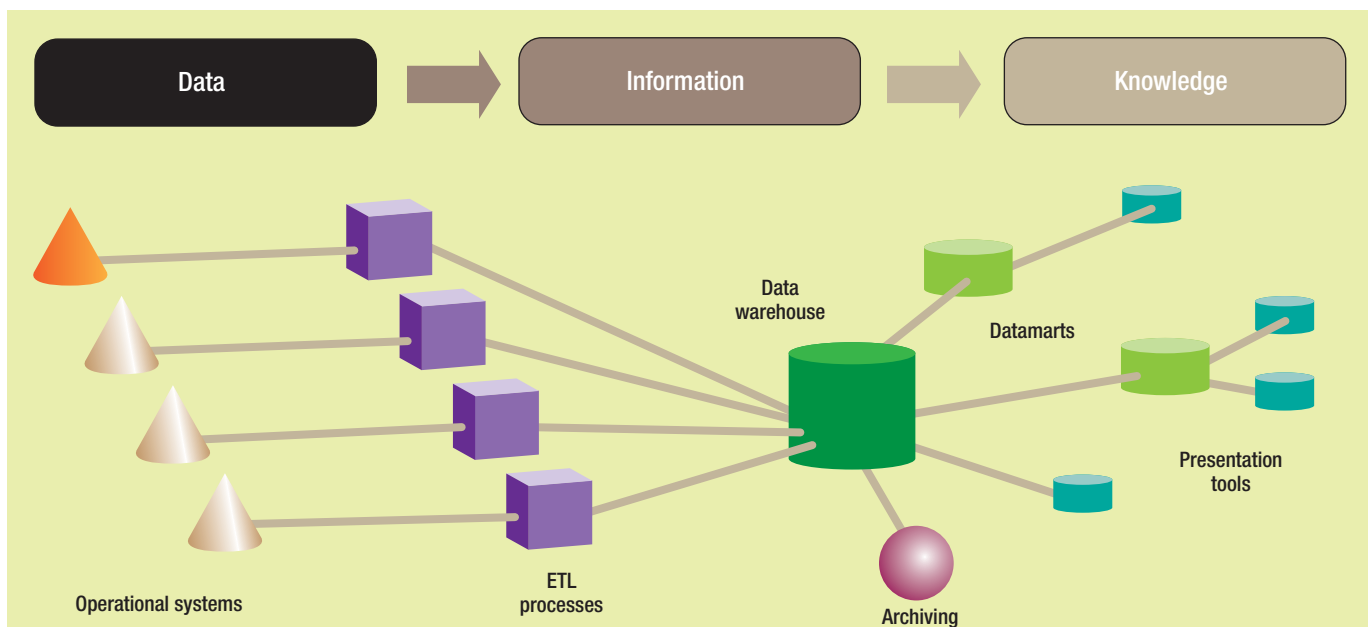 Data
Information
Knowledge
Data
warehouse
Datamarts
Presentation
tools
ETL
processes
Operational systems
Archiving